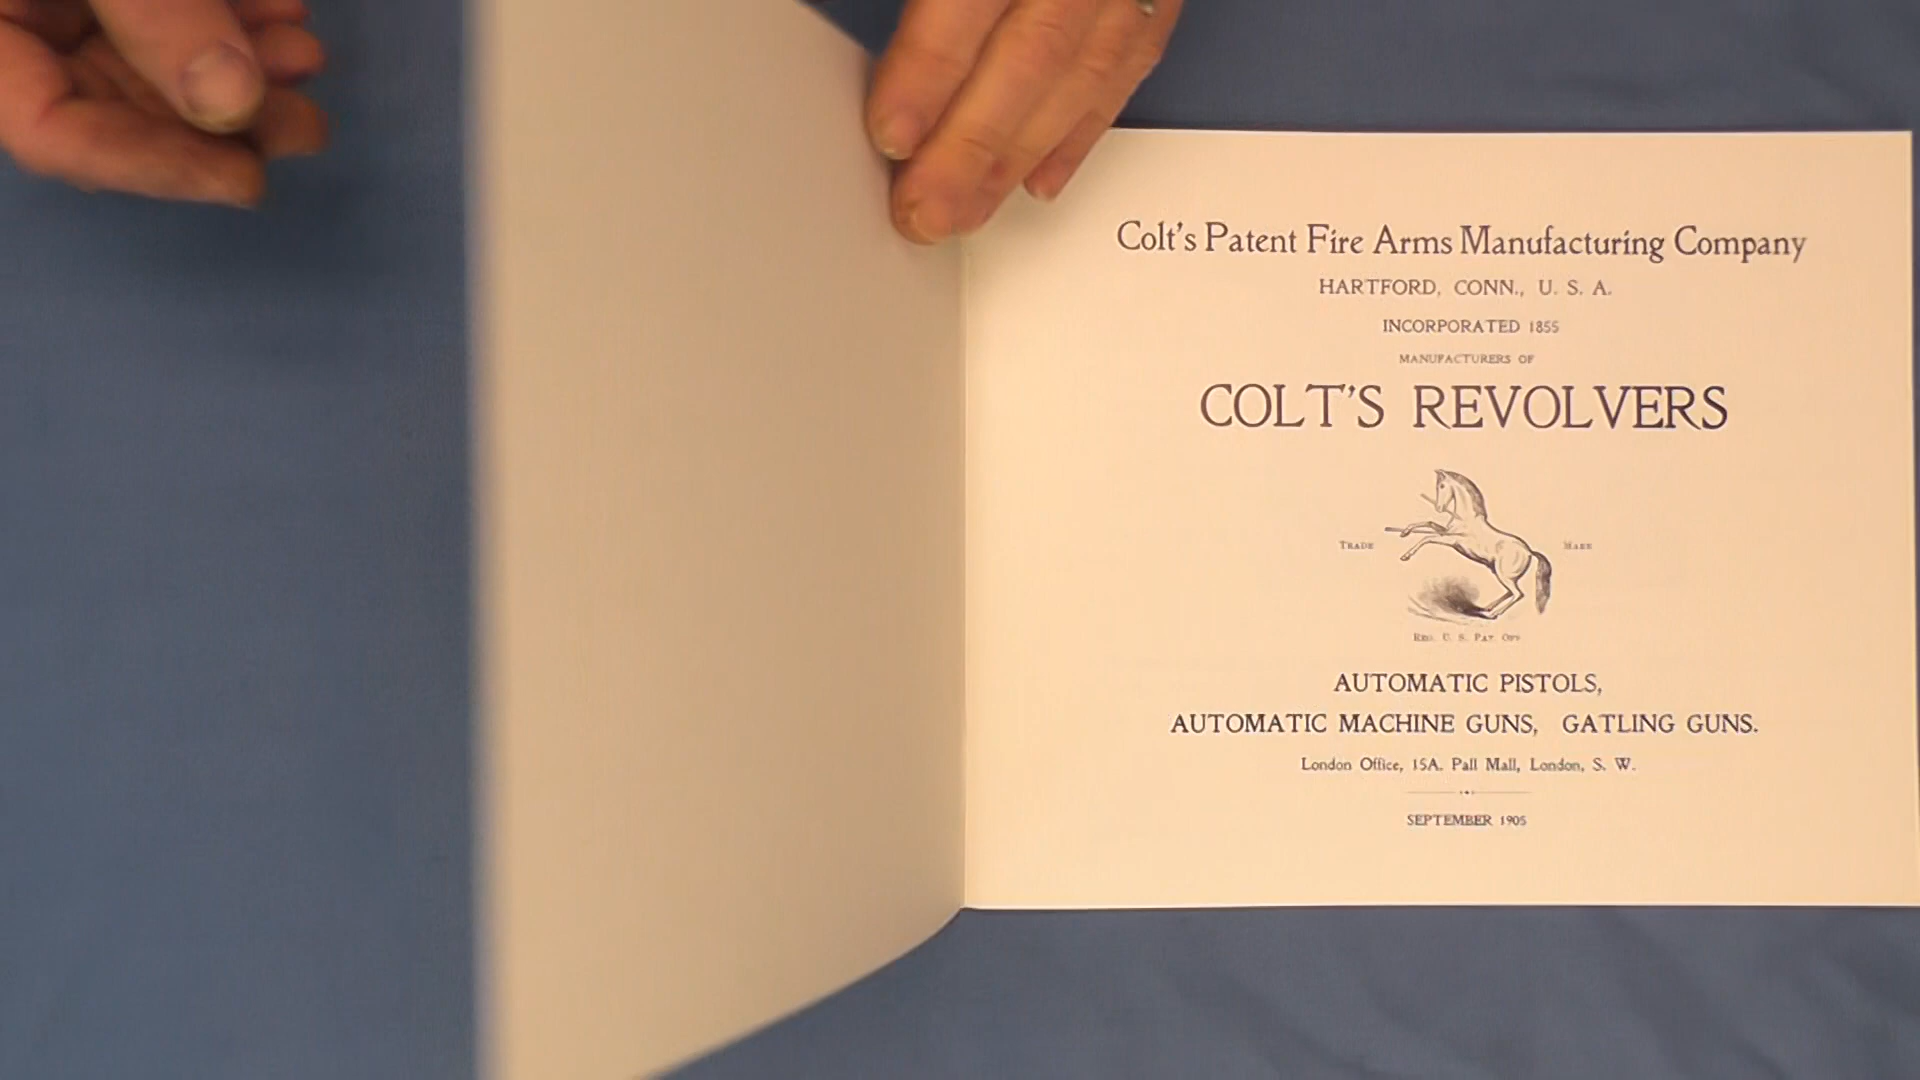 Colt's Patent Fire Arms Manufacturing Company
HARTFORD, CONN., U. S. A.
INCORPORATED 1855
MANUFACTURERS OF
COLT'S REVOLVERS
TRADE MARK
REG. U. S. PAT. OFF.
AUTOMATIC PISTOLS,
AUTOMATIC MACHINE GUNS, GATLING GUNS.
London Office, 15A. Pall Mall, London, S. W.
SEPTEMBER 1905